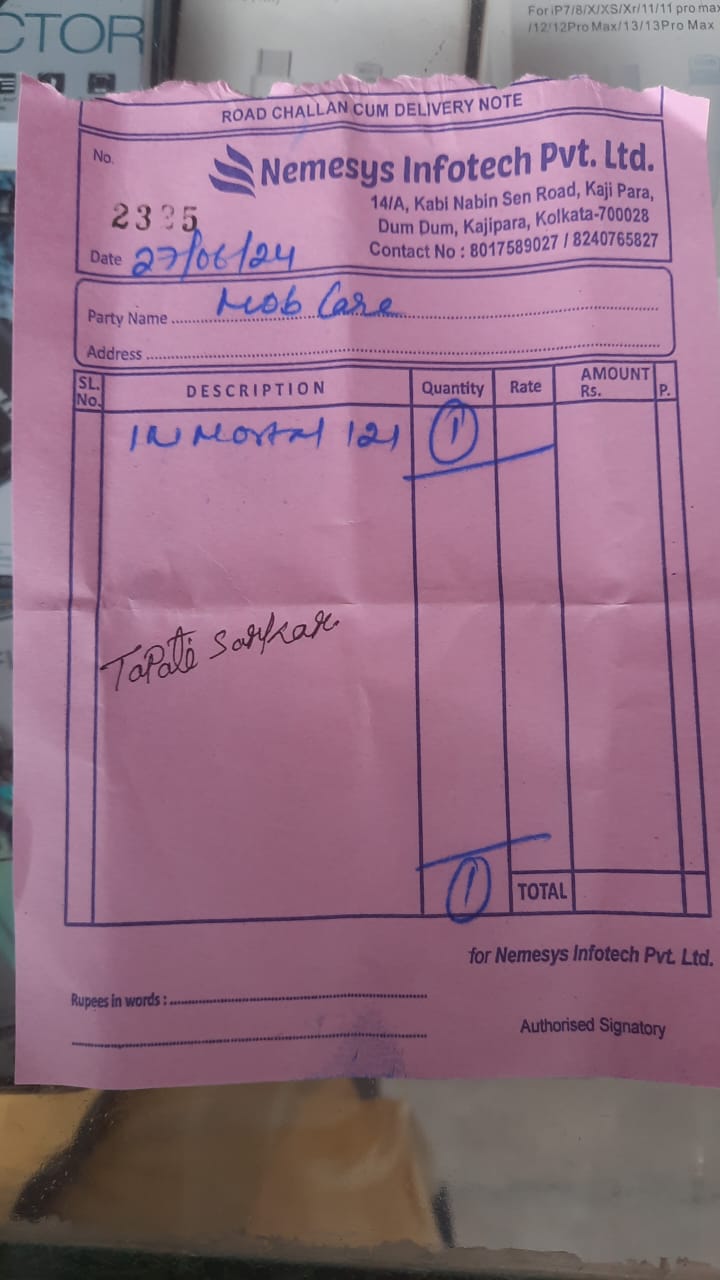 CTOR
For iP7/8/X/XS/Xr/11/11 pro max
/12/12Pro Max/13/13Pro Max
ROAD CHALLAN CUM DELIVERY NOTE
No.
Nemesys Infotech Pvt. Ltd.
14/A, Kabi Nabin Sen Road, Kaji Para,
Dum Dum, Kajipara, Kolkata-700028
Contact No : 8017589027 / 8240765827
Date 27/06/24
Party Name Mob Care
Address
SL. No. DESCRIPTION Quantity Rate AMOUNT Rs. P.
121 1
Tapati Sarkar
1 TOTAL
for Nemesys Infotech Pvt. Ltd.
Rupees in words :
Authorised Signatory